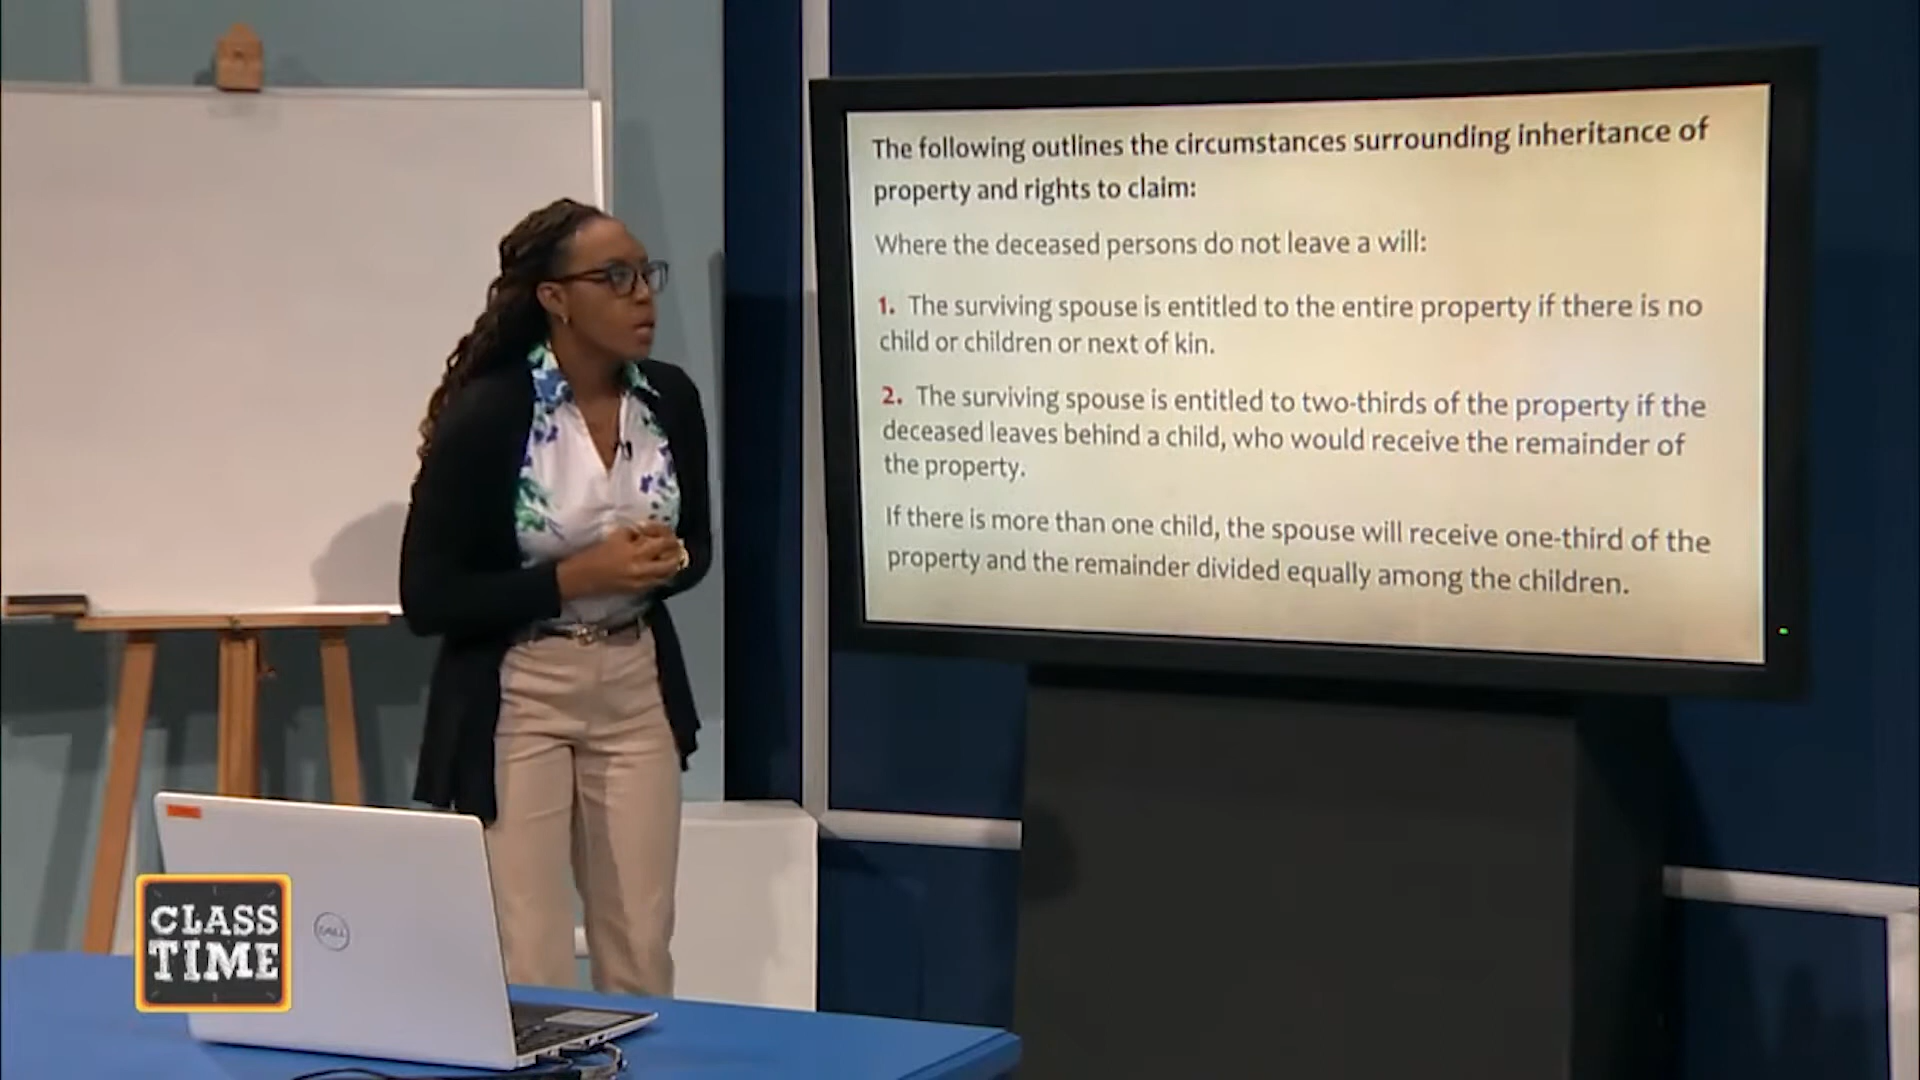 The following outlines the circumstances surrounding inheritance of
property and rights to claim:
Where the deceased persons do not leave a will:
1. The surviving spouse is entitled to the entire property if there is no
child or children or next of kin.
2. The surviving spouse is entitled to two-thirds of the property if the
deceased leaves behind a child, who would receive the remainder of
the property.
If there is more than one child, the spouse will receive one-third of the
property and the remainder divided equally among the children.
CLASS
TIME
DELL